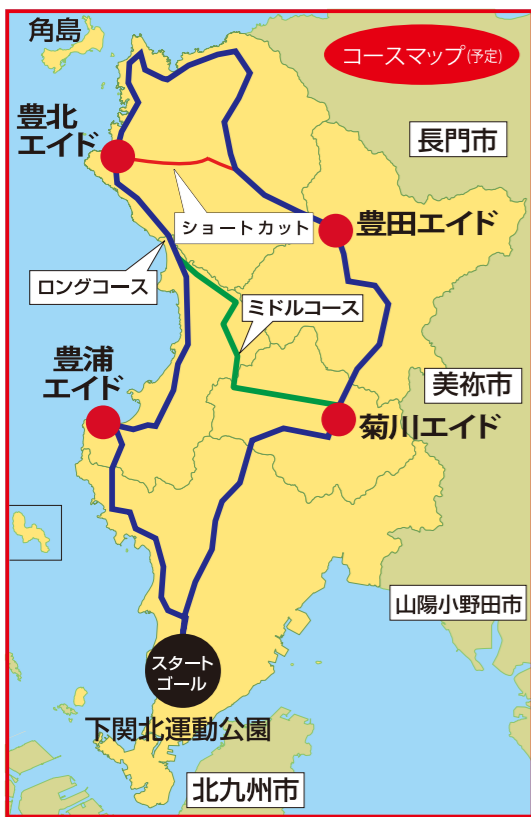 角島
コースマップ(予定)
豊北
エイド
長門市
ショートカット
豊田エイド
ロングコース
ミドルコース
豊浦
エイド
美祢市
菊川エイド
山陽小野田市
スタート
ゴール
下関北運動公園
北九州市